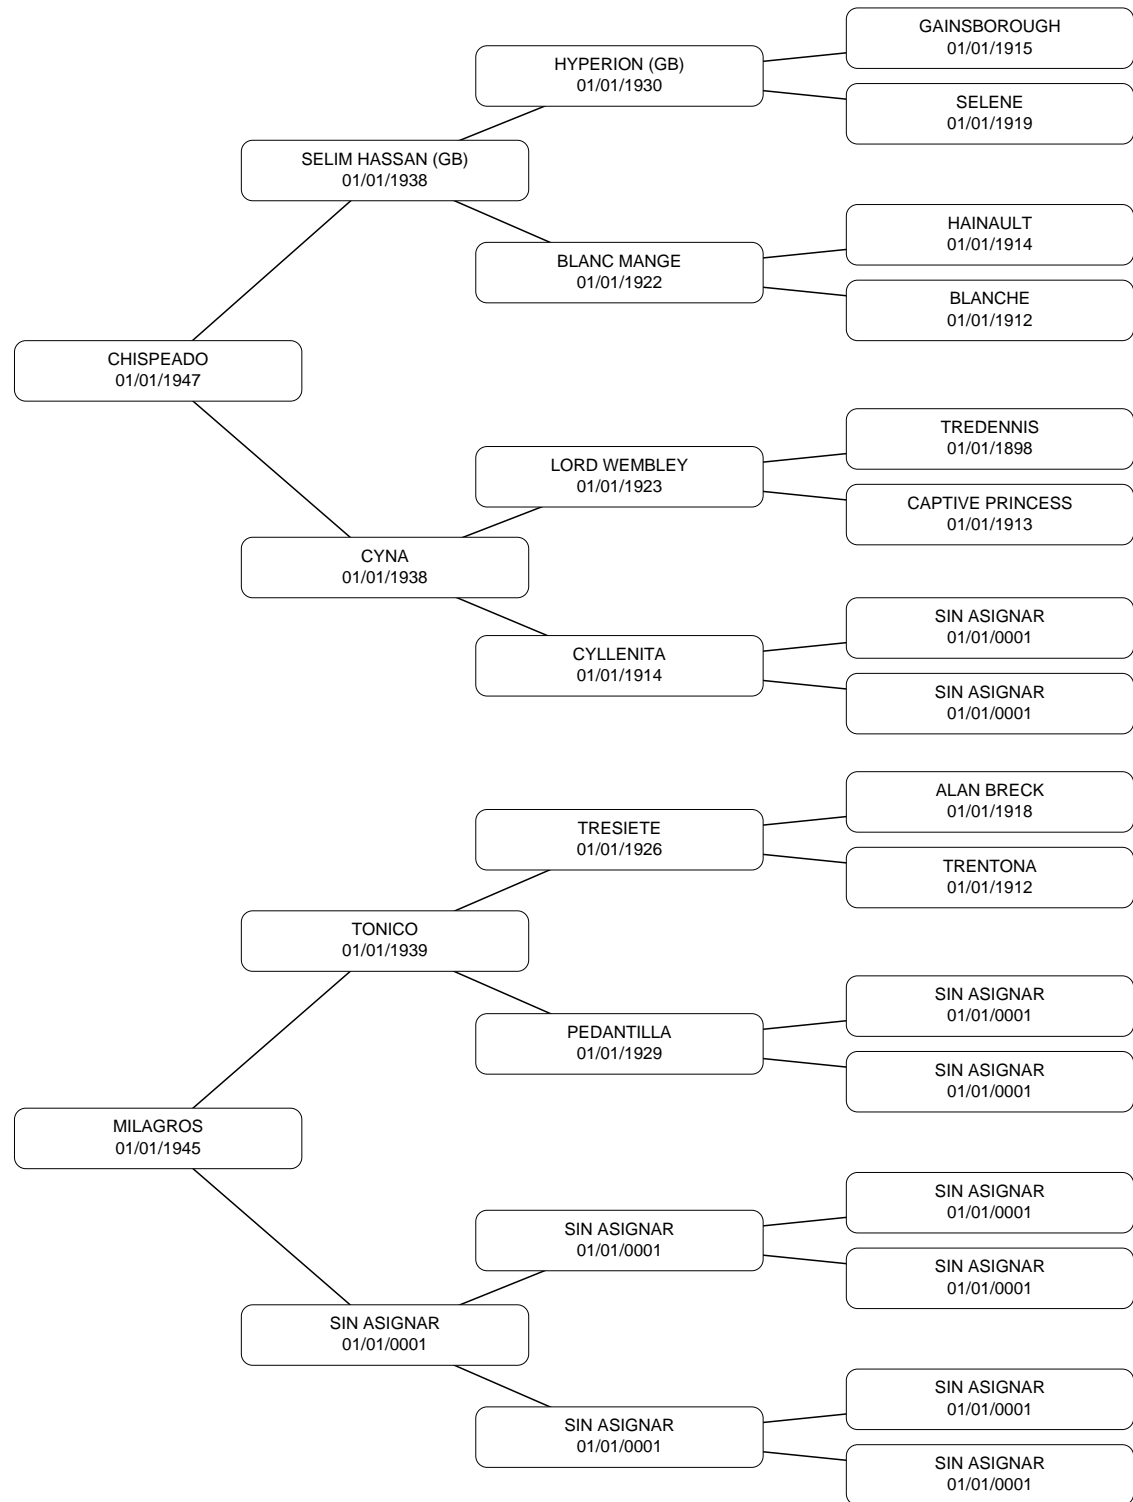 GAINSBOROUGH
01/01/1915
HYPERION (GB)
01/01/1930
SELENE
01/01/1919
SELIM HASSAN (GB)
01/01/1938
HAINAULT
01/01/1914
BLANC MANGE
01/01/1922
BLANCHE
01/01/1912
CHISPEADO
01/01/1947
TREDENNIS
01/01/1898
LORD WEMBLEY
01/01/1923
CAPTIVE PRINCESS
01/01/1913
CYNA
01/01/1938
SIN ASIGNAR
01/01/0001
CYLLENITA
01/01/1914
SIN ASIGNAR
01/01/0001
ALAN BRECK
01/01/1918
TRESIETE
01/01/1926
TRENTONA
01/01/1912
TONICO
01/01/1939
SIN ASIGNAR
01/01/0001
PEDANTILLA
01/01/1929
SIN ASIGNAR
01/01/0001
MILAGROS
01/01/1945
SIN ASIGNAR
01/01/0001
SIN ASIGNAR
01/01/0001
SIN ASIGNAR
01/01/0001
SIN ASIGNAR
01/01/0001
SIN ASIGNAR
01/01/0001
SIN ASIGNAR
01/01/0001
SIN ASIGNAR
01/01/0001